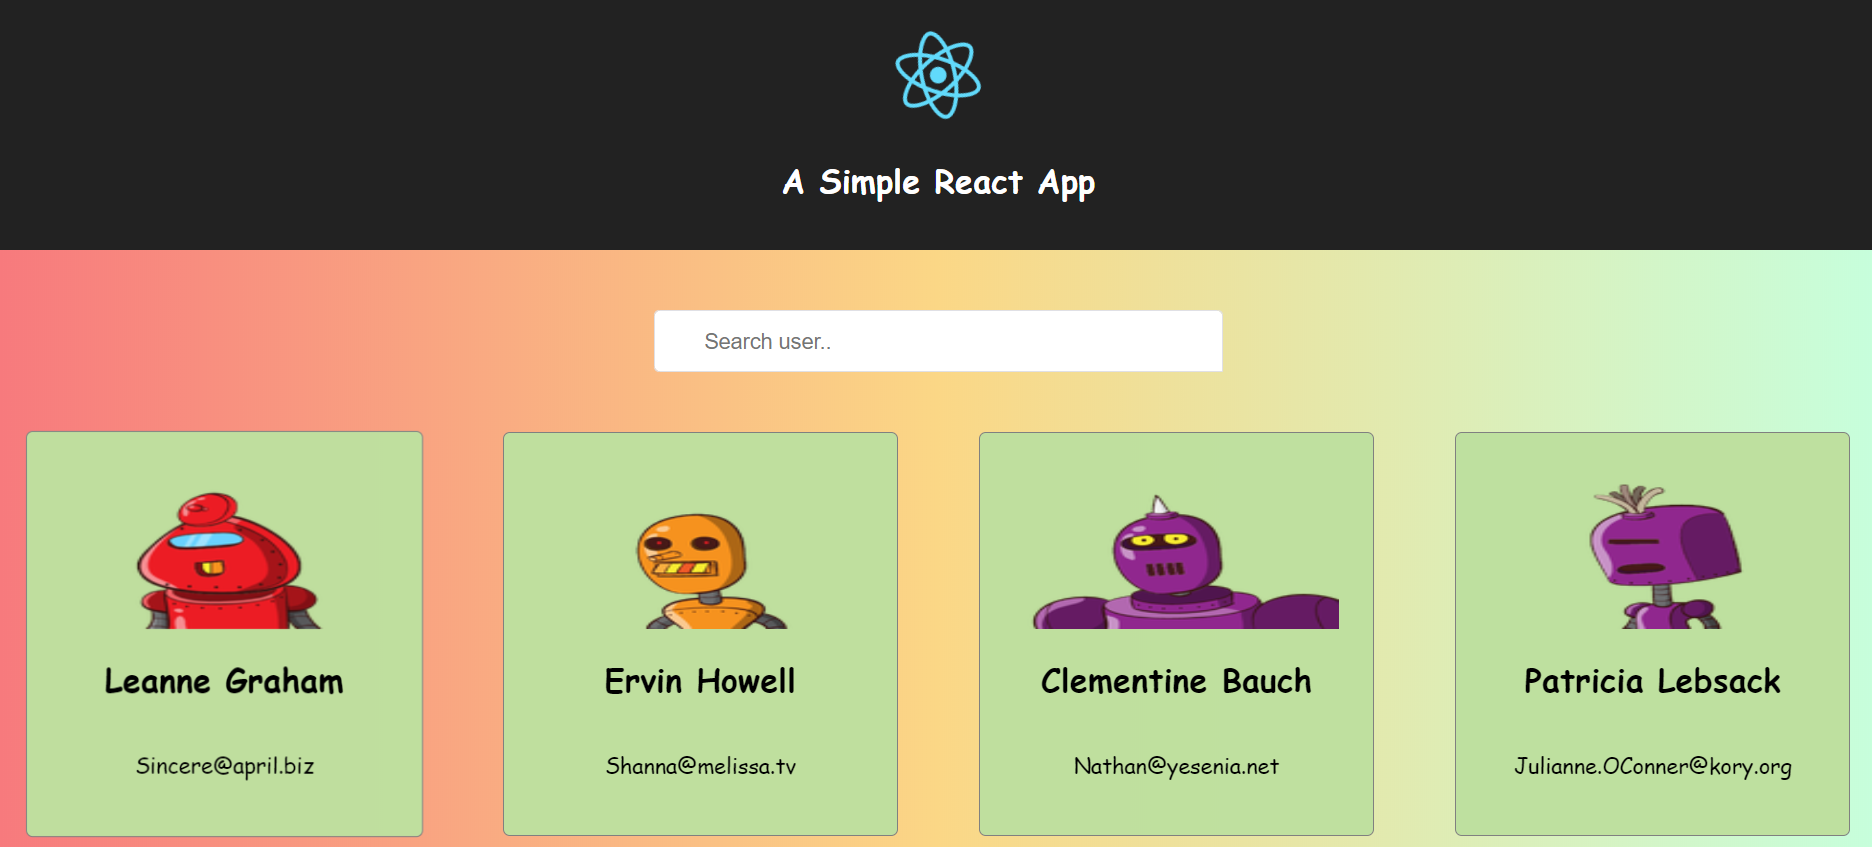 A Simple React App
Search user..
Leanne Graham
Sincere@april.biz
Ervin Howell
Shanna@melissa.tv
Clementine Bauch
Nathan@yesenia.net
Patricia Lebsack
Julianne.OConner@kory.org